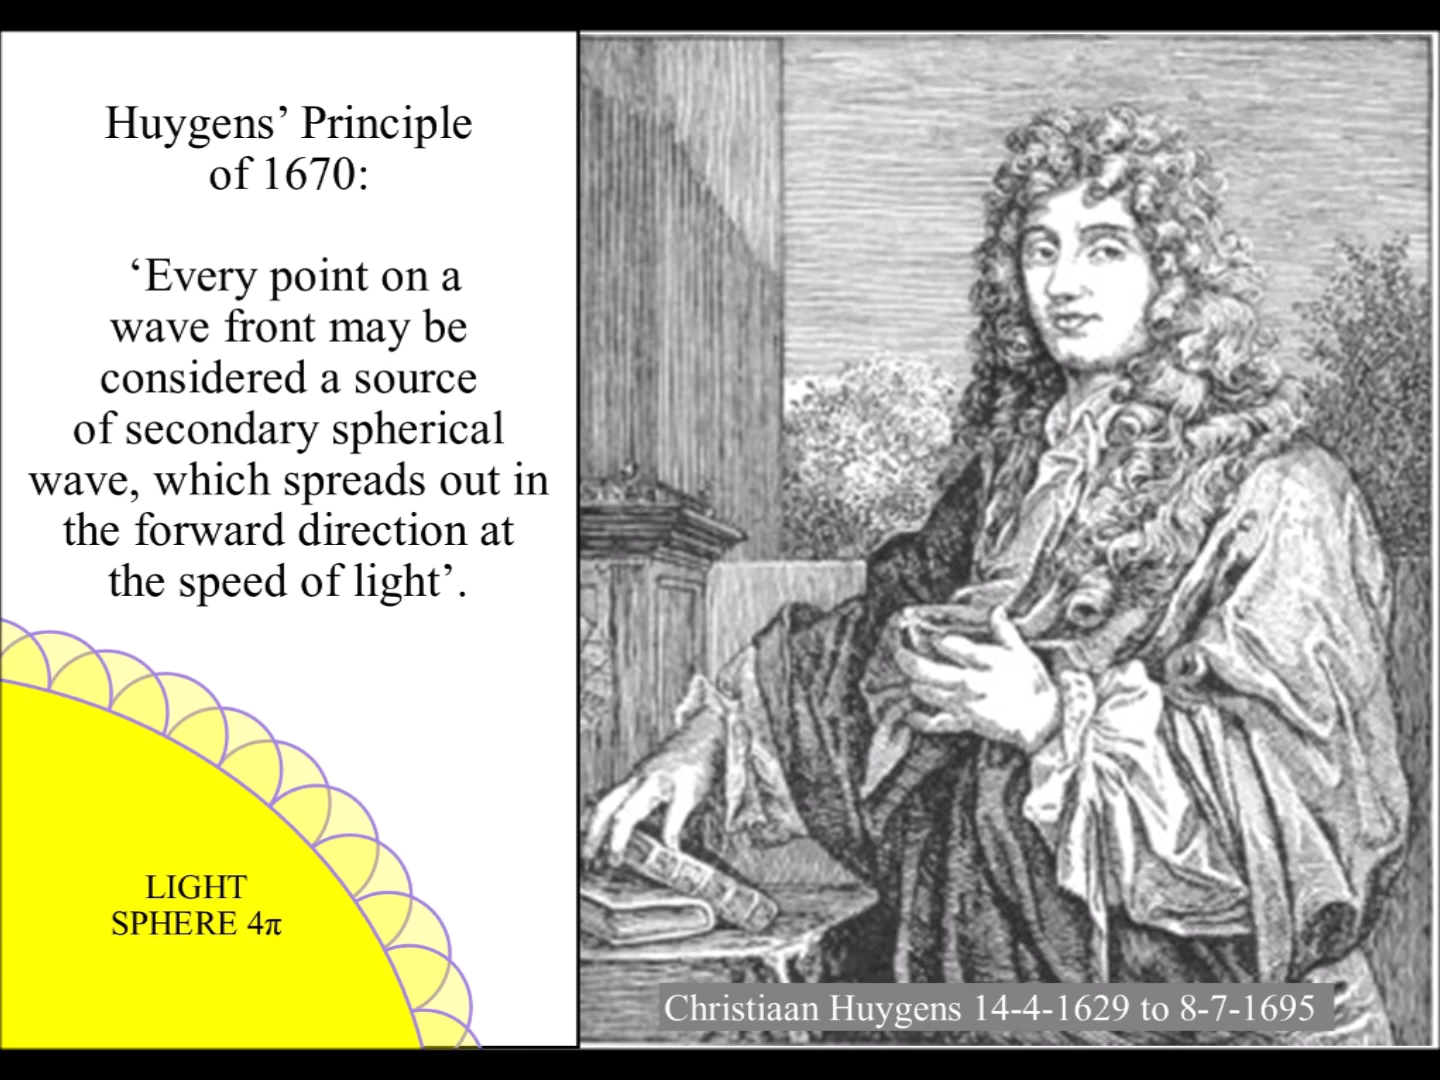 Huygens’ Principle
of 1670:
‘Every point on a
wave front may be
considered a source
of secondary spherical
wave, which spreads out in
the forward direction at
the speed of light’.
LIGHT
SPHERE 4π
Christiaan Huygens 14-4-1629 to 8-7-1695